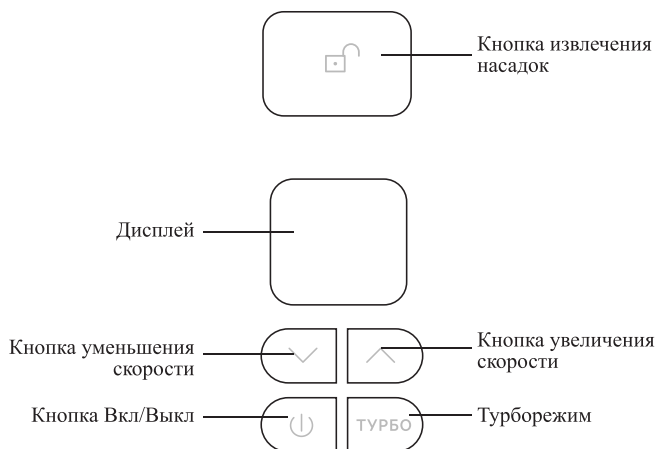 Кнопка извлечения
насадок
Дисплей
Кнопка уменьшения
скорости
Кнопка увеличения
скорости
Кнопка Вкл/Выкл
ТУРБО
Турборежим